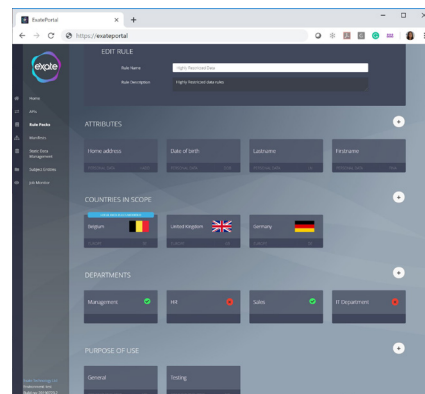 ExatePortal
https://exateportal
exate
EDIT RULE
Rule Name
Highly Restricted Data
Rule Description
Highly Restricted data rules
Home
APIs
Rule Packs
Manifests
State Data
Management
Subject Entities
Job Monitor
ATTRIBUTES
Home address
Date of birth
Lastname
Firstname
COUNTRIES IN SCOPE
Belgium
United Kingdom
Germany
DEPARTMENTS
Management
HR
Sales
IT Department
PURPOSE OF USE
General
Testing